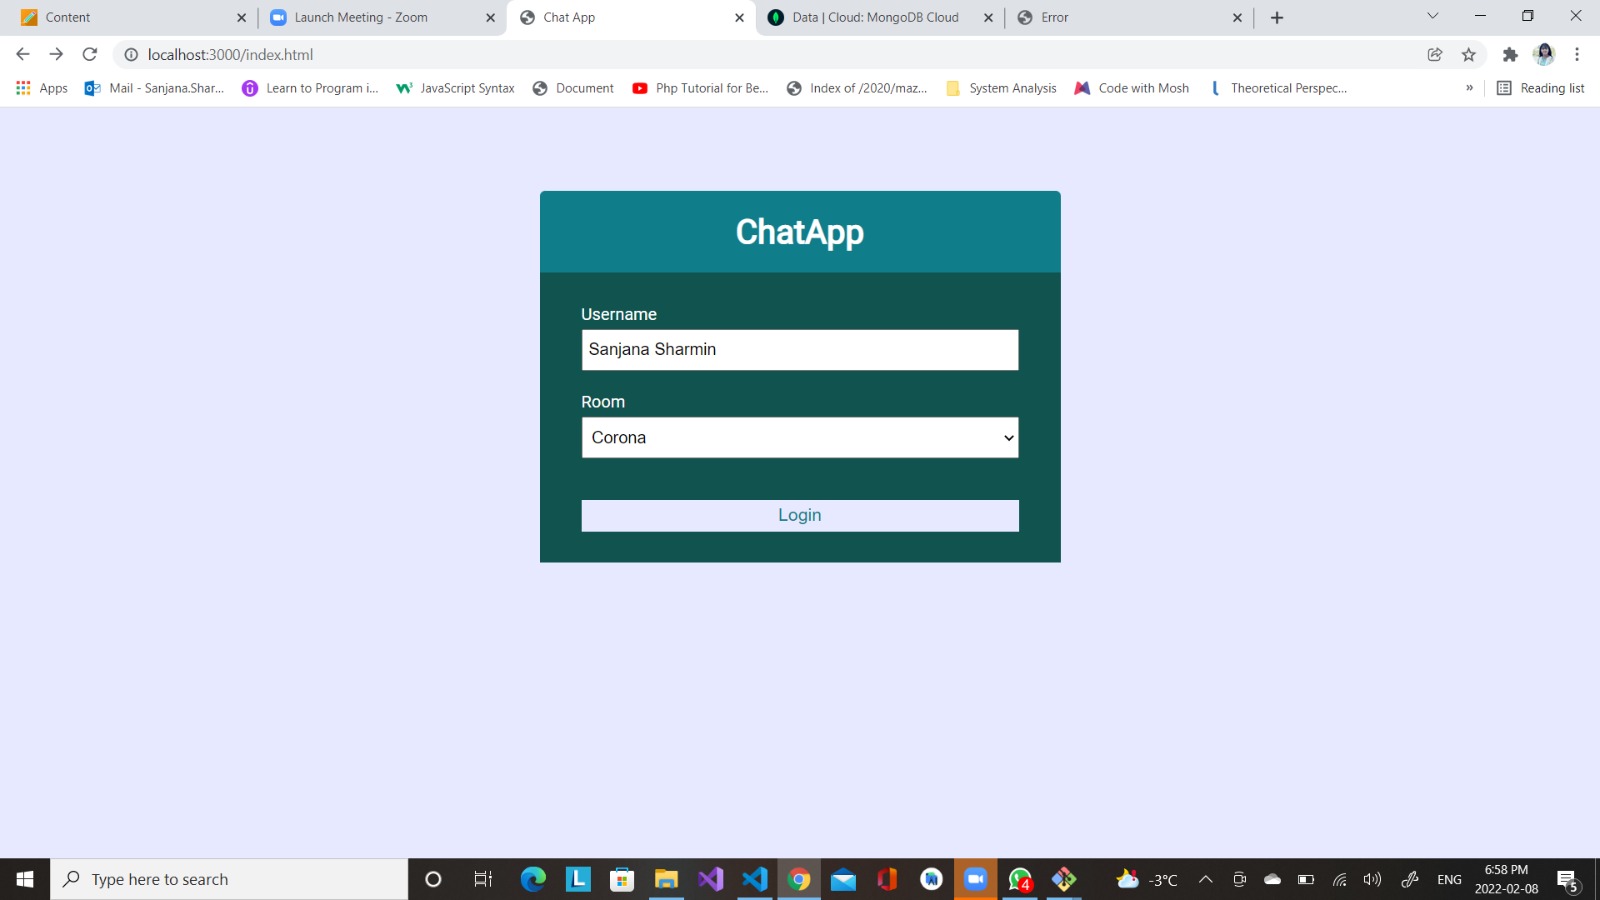 Content
Launch Meeting - Zoom
Chat App
Data | Cloud: MongoDB Cloud
Error
localhost:3000/index.html
Apps
Mail - Sanjana.Shar...
Learn to Program i...
JavaScript Syntax
Document
Php Tutorial for Be...
Index of /2020/maz...
System Analysis
Code with Mosh
Theoretical Perspec...
»
Reading list
ChatApp
Username
Sanjana Sharmin
Room
Corona
Login
Type here to search
L
4
-3°C
ENG
6:58 PM
2022-02-08
5